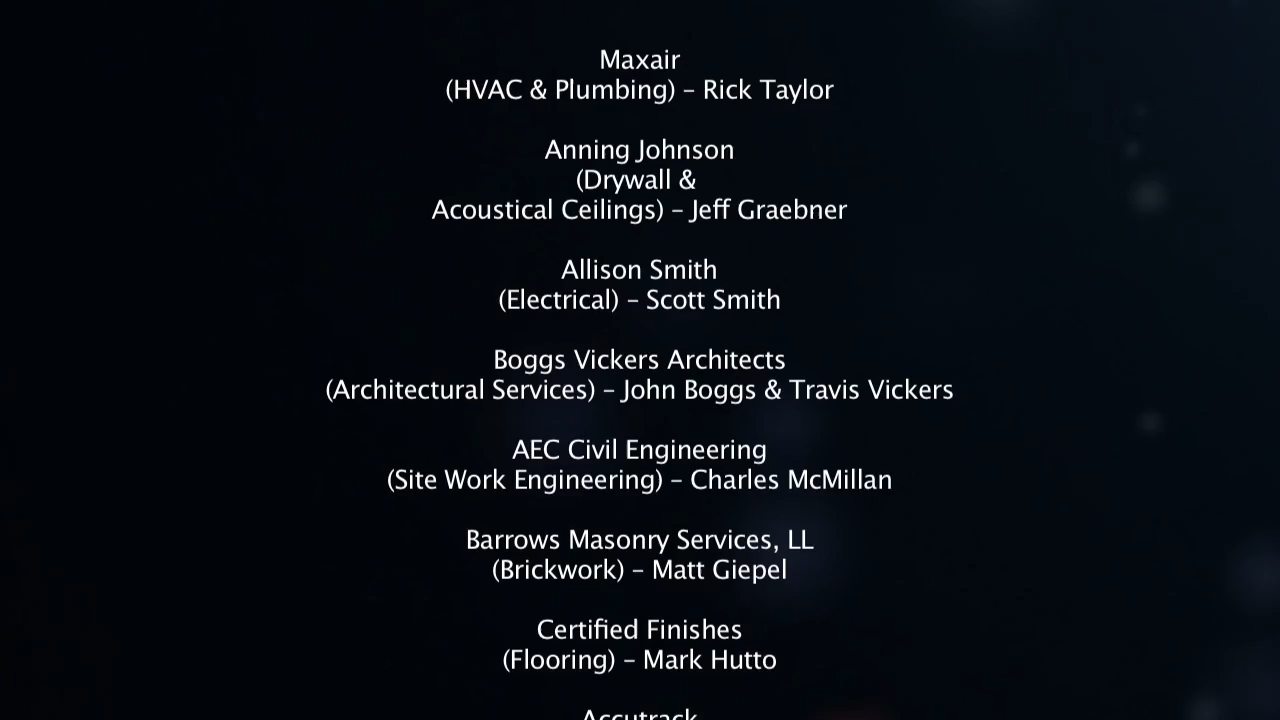 Maxair
(HVAC & Plumbing) – Rick Taylor
Anning Johnson
(Drywall &
Acoustical Ceilings) – Jeff Graebner
Allison Smith
(Electrical) – Scott Smith
Boggs Vickers Architects
(Architectural Services) – John Boggs & Travis Vickers
AEC Civil Engineering
(Site Work Engineering) – Charles McMillan
Barrows Masonry Services, LL
(Brickwork) – Matt Giepel
Certified Finishes
(Flooring) – Mark Hutto
Accutrack